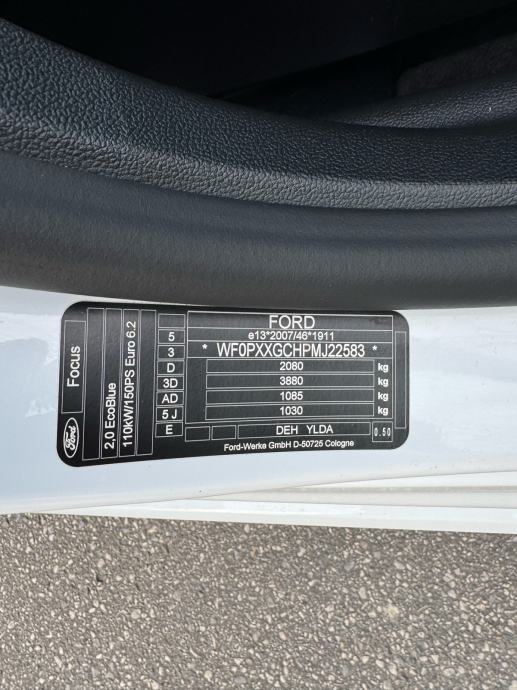 Ford
Focus
2,0 EcoBlue
110kW/150PS Euro 6.2
FORD
e13*2007/46*1911
5
3
* WF0PXXGCHPMJ22583 *
D 2080 kg
3D 3880 kg
AD 1085 kg
5 J 1030 kg
E DEH YLDA 0.50
Ford-Werke GmbH D-50725 Cologne